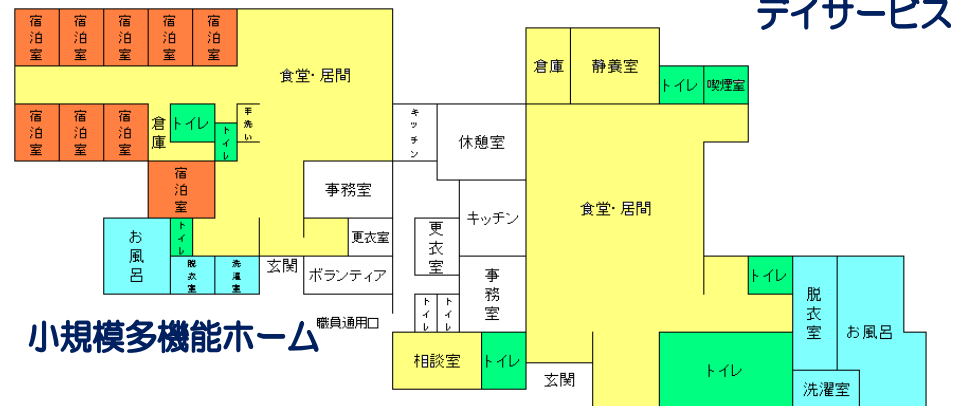 デイサービス
宿泊室
宿泊室
宿泊室
宿泊室
宿泊室
食堂・居間
倉庫
静養室
トイレ
喫煙室
宿泊室
宿泊室
宿泊室
倉庫
トイレ
トイレ
手洗い
キッチン
休憩室
宿泊室
事務室
キッチン
食堂・居間
お風呂
トイレ
更衣室
更衣室
脱衣室
洗濯室
玄関
ボランティア
事務室
トイレ
脱衣室
お風呂
トイレ
トイレ
職員通用口
小規模多機能ホーム
相談室
トイレ
玄関
トイレ
洗濯室